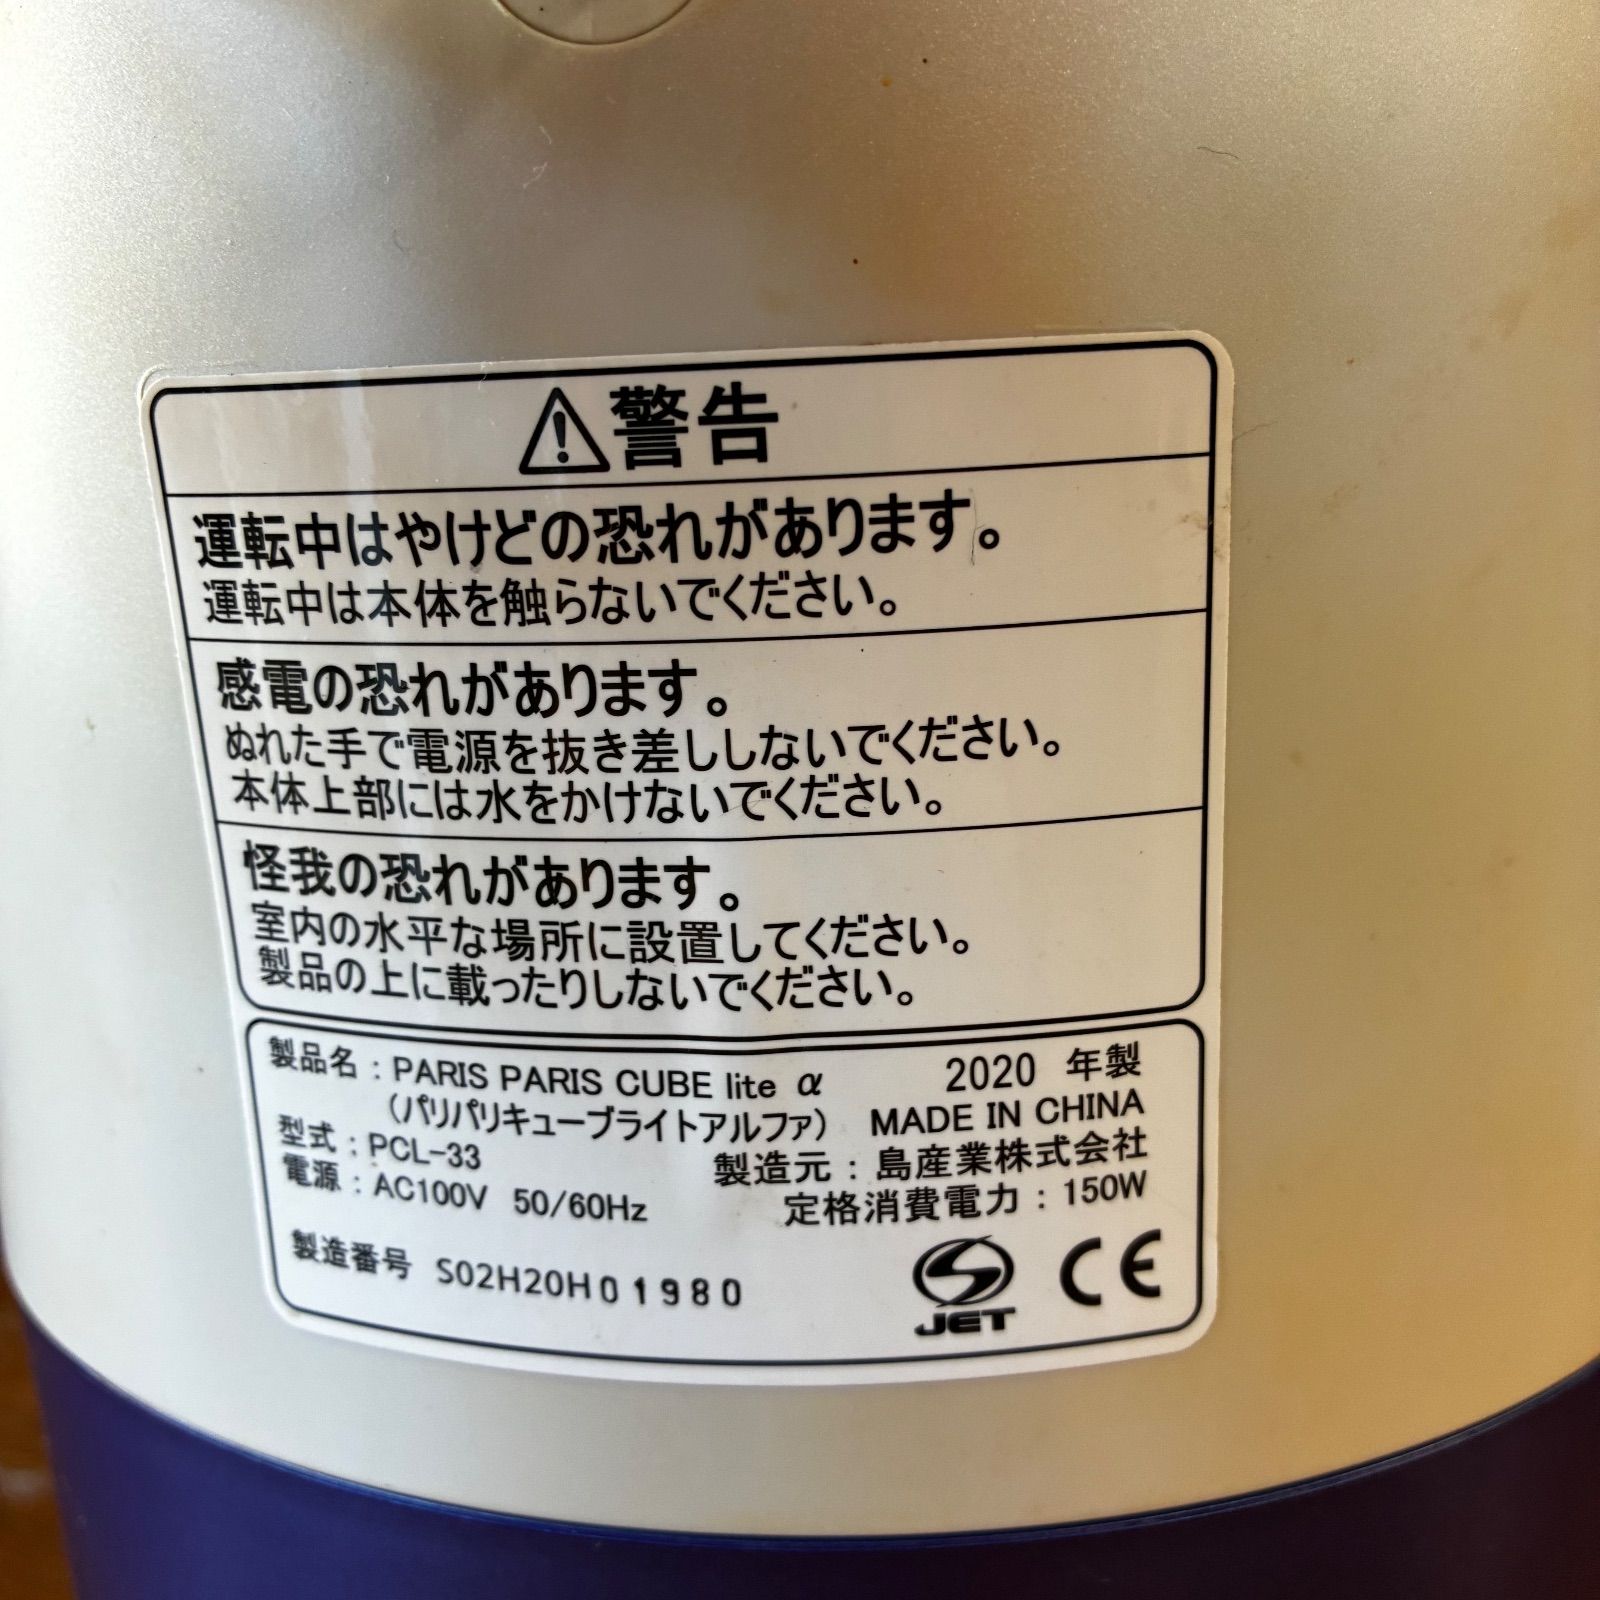 警告
運転中はやけどの恐れがあります。
運転中は本体を触らないでください。
感電の恐れがあります。
ぬれた手で電源を抜き差ししないでください。
本体上部には水をかけないでください。
怪我の恐れがあります。
室内の水平な場所に設置してください。
製品の上に載ったりしないでください。
製品名：PARIS PARIS CUBE lite α 2020 年製
（パリパリキューブライトアルファ） MADE IN CHINA
型式：PCL-33 製造元：島産業株式会社
電源：AC100V 50/60Hz 定格消費電力：150W
製造番号 S02H20H01980
JET CE